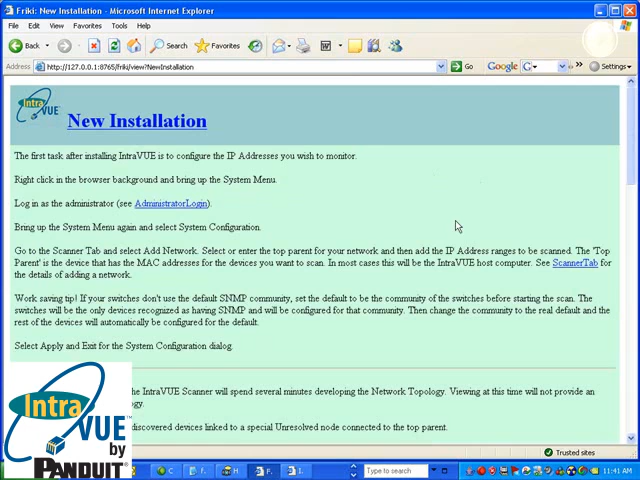 Friki: New Installation - Microsoft Internet Explorer
File Edit View Favorites Tools Help
Back Search Favorites
Address http://127.0.0.1:8765/friki/view?NewInstallation Go Google Settings
Intra VUE New Installation
The first task after installing IntraVUE is to configure the IP Addresses you wish to monitor.
Right click in the browser background and bring up the System Menu.
Log in as the administrator (see AdministratorLogin).
Bring up the System Menu again and select System Configuration.
Go to the Scanner Tab and select Add Network. Select or enter the top parent for your network and then add the IP Address ranges to be scanned. The 'Top
Parent' is the device that has the MAC addresses for the devices you want to scan. In most cases this will be the IntraVUE host computer. See ScannerTab for
the details of adding a network.
Work saving tip! If your switches don't use the default SNMP community, set the default to be the community of the switches before starting the scan. The
switches will be the only devices recognized as having SNMP and will be configured for that community. Then change the community to the real default and the
rest of the devices will automatically be configured for the default.
Select Apply and Exit for the System Configuration dialog.
the IntraVUE Scanner will spend several minutes developing the Network Topology. Viewing at this time will not provide an
discovered devices linked to a special Unresolved node connected to the top parent.
Intra
VUE
by
PANDUIT
Trusted sites
Type to search 11:41 AM